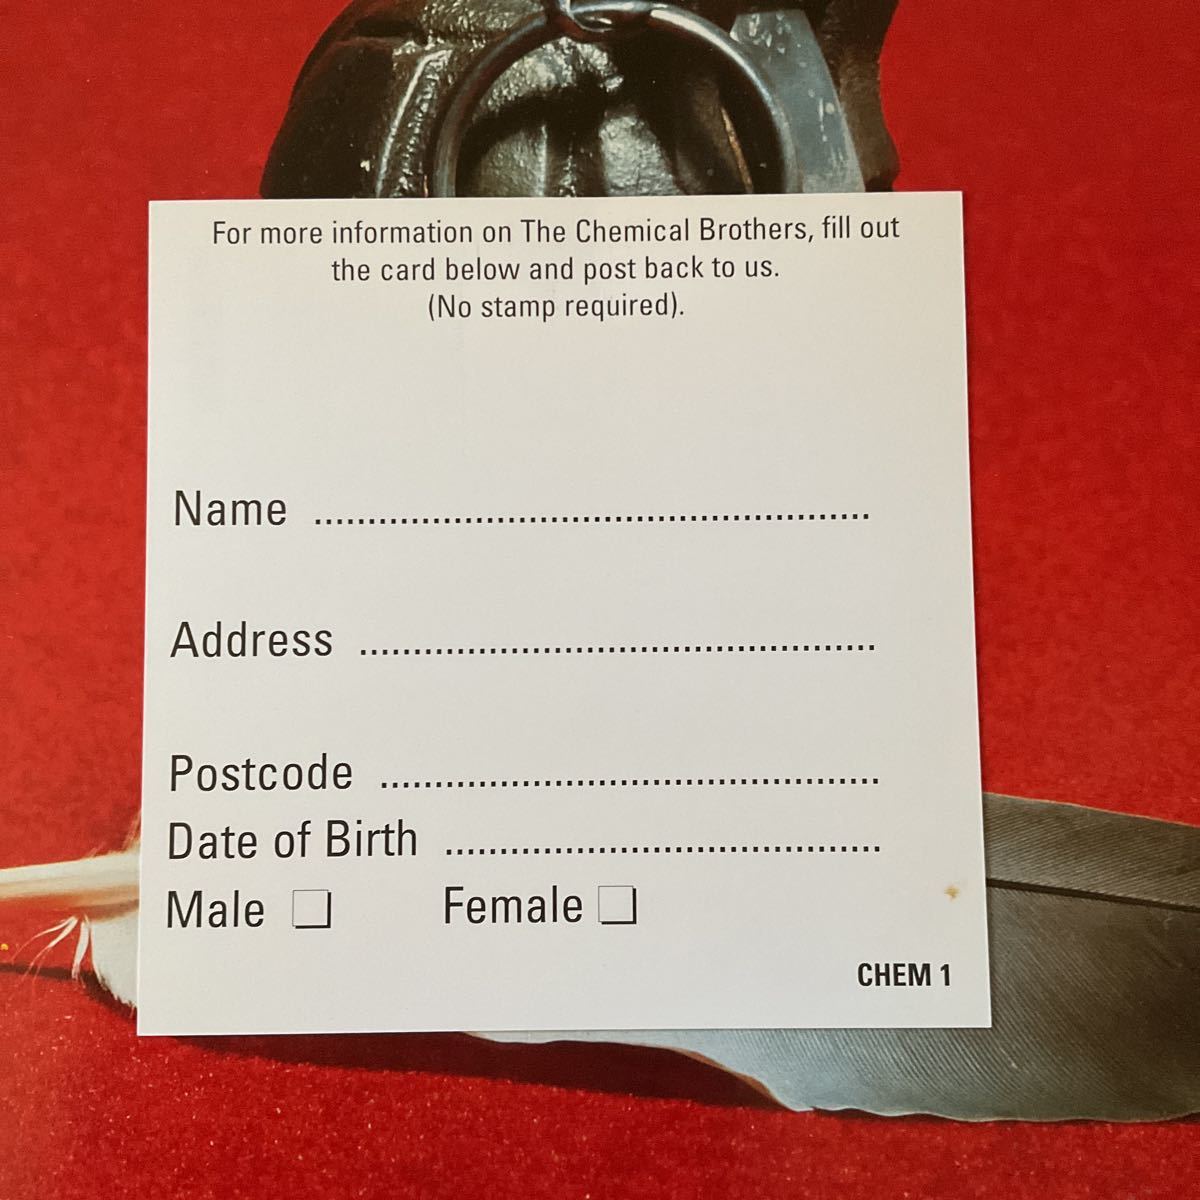 For more information on The Chemical Brothers, fill out
the card below and post back to us.
(No stamp required).
Name ....................................................
Address ................................................
Postcode ..............................................
Date of Birth ........................................
Male □ Female □
CHEM 1